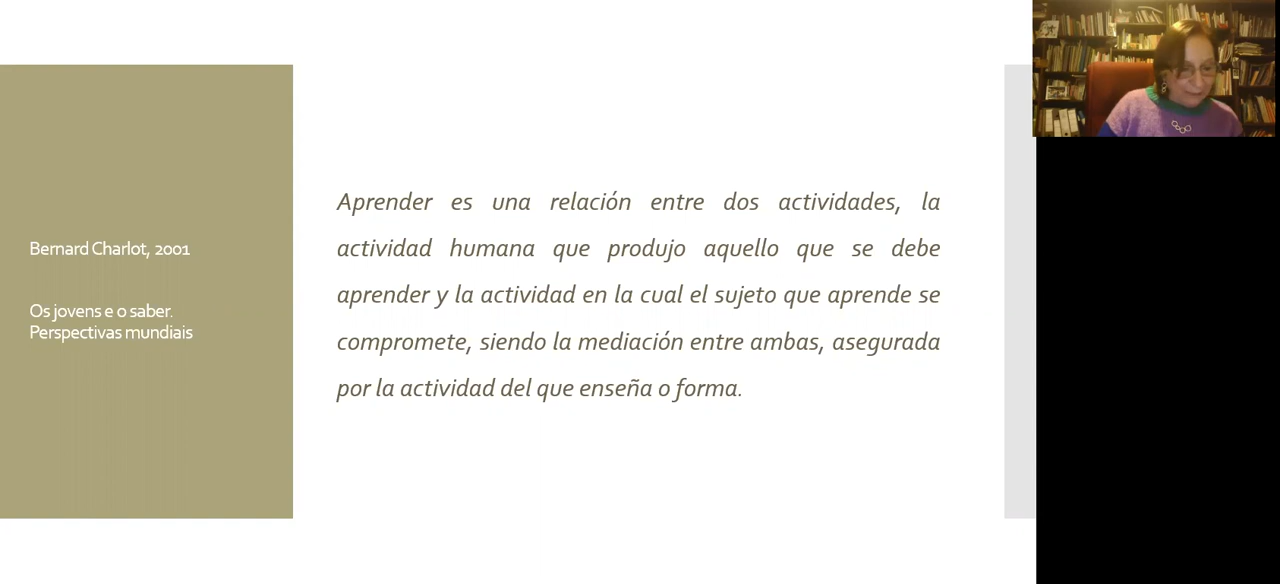 Bernard Charlot, 2001
Os jovens e o saber.
Perspectivas mundiais
Aprender es una relación entre dos actividades, la
actividad humana que produjo aquello que se debe
aprender y la actividad en la cual el sujeto que aprende se
compromete, siendo la mediación entre ambas, asegurada
por la actividad del que enseña o forma.